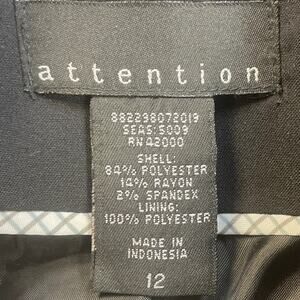 attention
882298072019
SEAS: S009
RN 42000
SHELL:
84% POLYESTER
14% RAYON
2% SPANDEX
LINING:
100% POLYESTER
MADE IN
INDONESIA
12